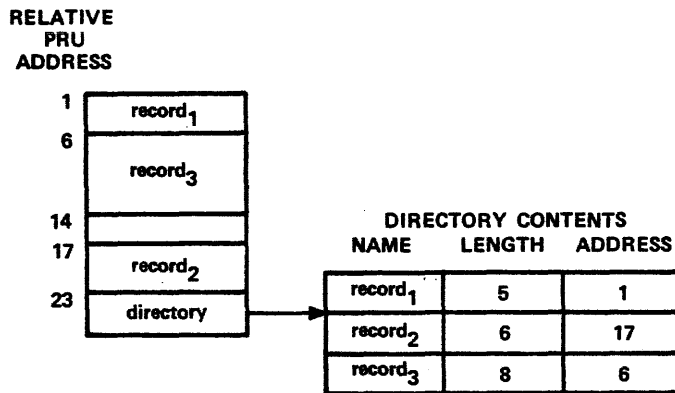 RELATIVE
PRU
ADDRESS
1 record1
6
record3
14
17
record2
23
directory
DIRECTORY CONTENTS
NAME LENGTH ADDRESS
record1 5 1
record2 6 17
record3 8 6